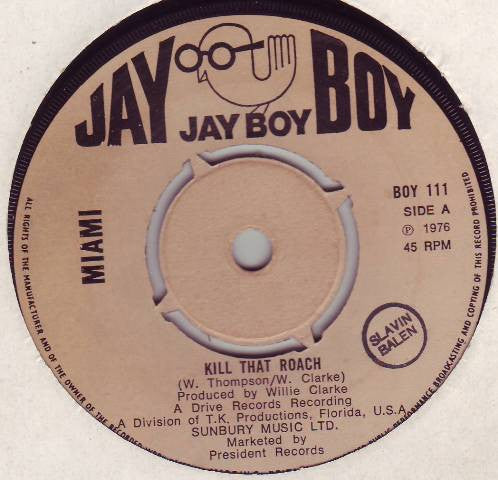 JAY BOY
JAY BOY
MIAMI
BOY 111
SIDE A
Ⓟ 1976
45 RPM
SLAVIN
BALEN
KILL THAT ROACH
(W. Thompson/W. Clarke)
Produced by Willie Clarke
A Drive Records Recording
A Division of T.K. Productions, Florida, U.S.A.
SUNBURY MUSIC LTD.
Marketed by
President Records
ALL RIGHTS OF THE MANUFACTURER AND OF THE OWNER OF THE RECORDED
PUBLIC PERFORMANCE BROADCASTING AND COPYING OF THIS RECORD PROHIBITED